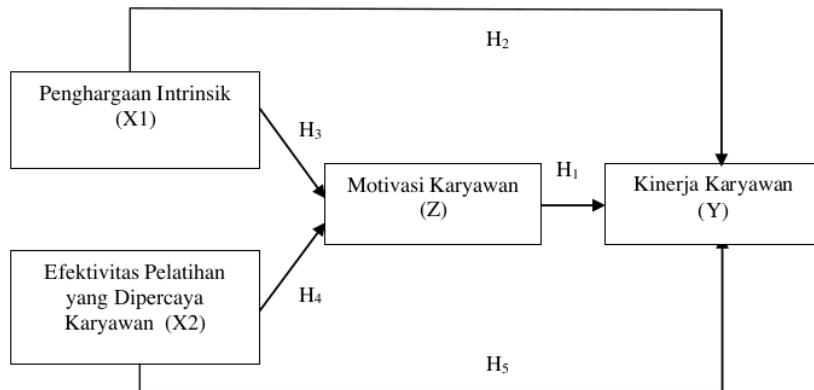 H₂
Penghargaan Intrinsik
(X1)
H₃
Motivasi Karyawan
(Z)
H₁
Kinerja Karyawan
(Y)
Efektivitas Pelatihan
yang Dipercaya
Karyawan (X2)
H₄
H₅